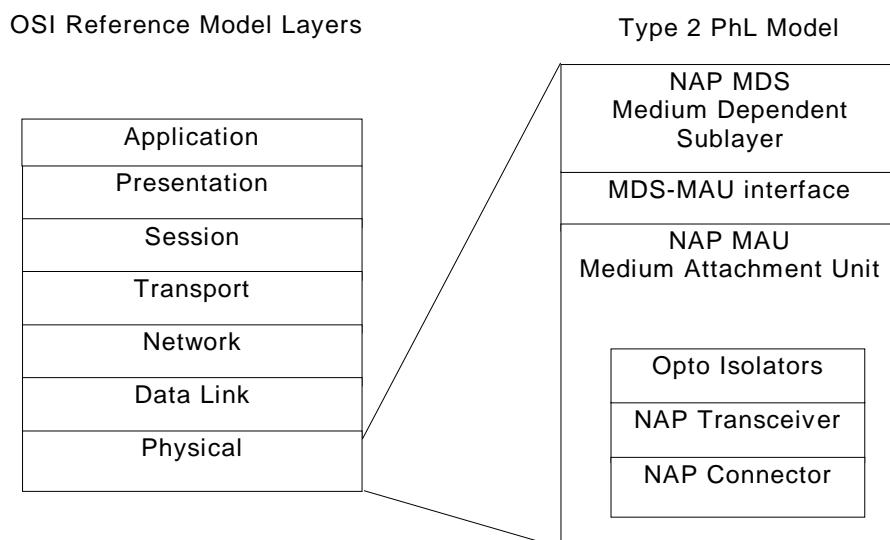 OSI Reference Model Layers
Application
Presentation
Session
Transport
Network
Data Link
Physical
Type 2 PhL Model
NAP MDS
Medium Dependent
Sublayer
MDS-MAU interface
NAP MAU
Medium Attachment Unit
Opto Isolators
NAP Transceiver
NAP Connector